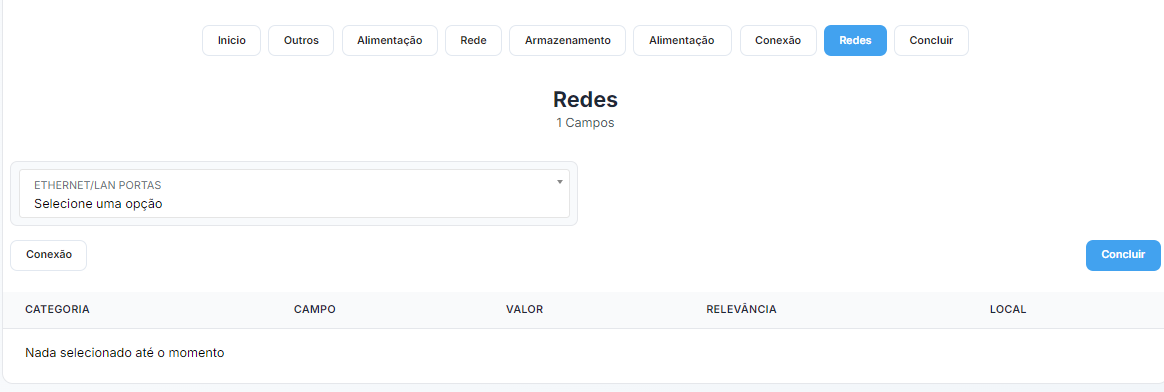 Inicio Outros Alimentação Rede Armazenamento Alimentação Conexão Redes Concluir
Redes
1 Campos
ETHERNET/LAN PORTAS
Selecione uma opção
Conexão Concluir
CATEGORIA CAMPO VALOR RELEVÂNCIA LOCAL
Nada selecionado até o momento